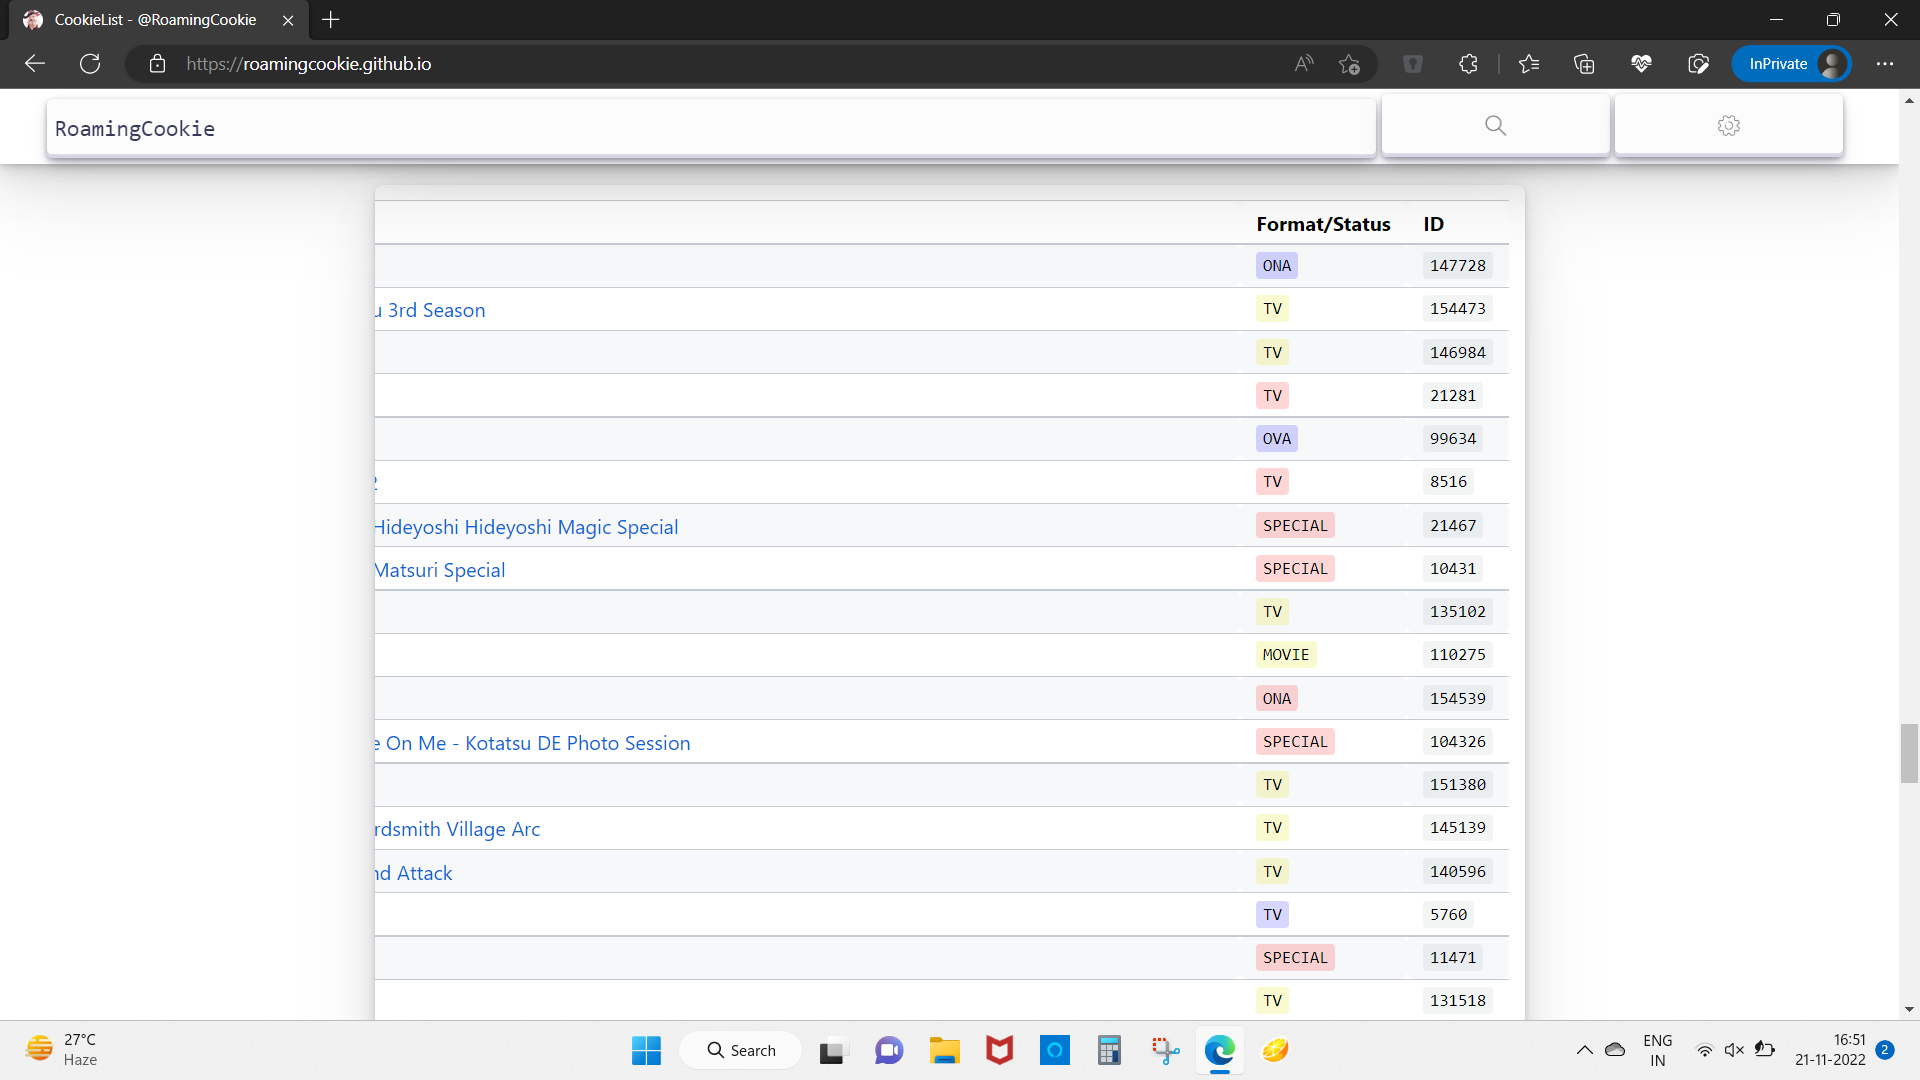 CookieList - @RoamingCookie
https://roamingcookie.github.io
InPrivate
RoamingCookie
Format/Status ID
ONA 147728
u 3rd Season TV 154473
TV 146984
TV 21281
OVA 99634
2 TV 8516
Hideyoshi Hideyoshi Magic Special SPECIAL 21467
Matsuri Special SPECIAL 10431
TV 135102
MOVIE 110275
ONA 154539
e On Me - Kotatsu DE Photo Session SPECIAL 104326
TV 151380
rdsmith Village Arc TV 145139
nd Attack TV 140596
TV 5760
SPECIAL 11471
TV 131518
27°C
Haze
Search
ENG
IN
16:51
21-11-2022
2